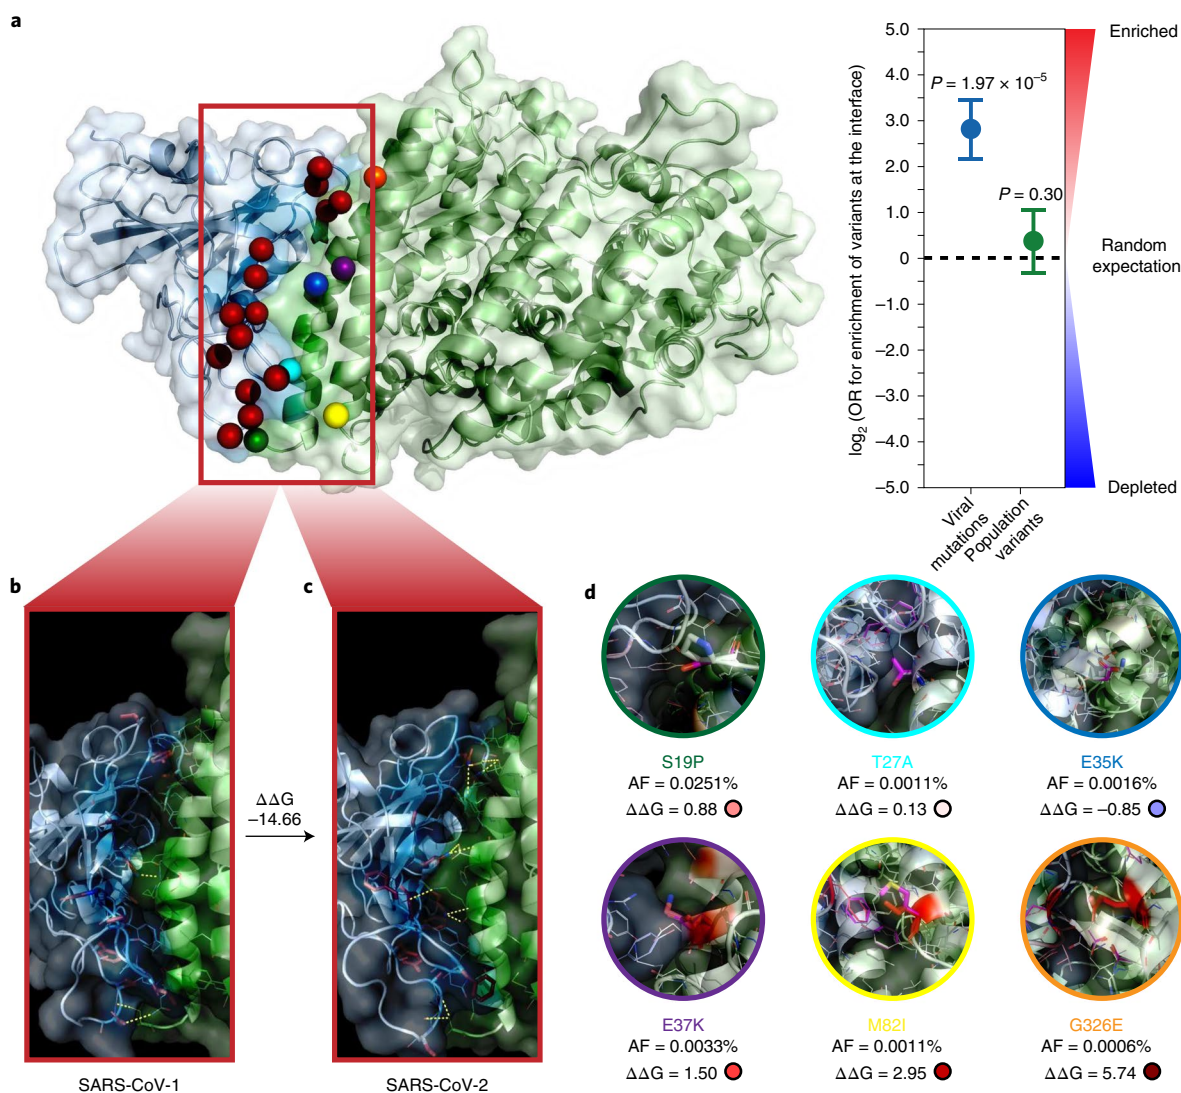 a
5.0
4.0
3.0
2.0
1.0
0
–1.0
–2.0
–3.0
–4.0
–5.0
log2 (OR for enrichment of variants at the interface)
P = 1.97 × 10–5
P = 0.30
Viral
mutations
Population
variants
Enriched
Random
expectation
Depleted
b
c
ΔΔG
–14.66
SARS-CoV-1
SARS-CoV-2
d
S19P
AF = 0.0251%
ΔΔG = 0.88
T27A
AF = 0.0011%
ΔΔG = 0.13
E35K
AF = 0.0016%
ΔΔG = –0.85
E37K
AF = 0.0033%
ΔΔG = 1.50
M82I
AF = 0.0011%
ΔΔG = 2.95
G326E
AF = 0.0006%
ΔΔG = 5.74